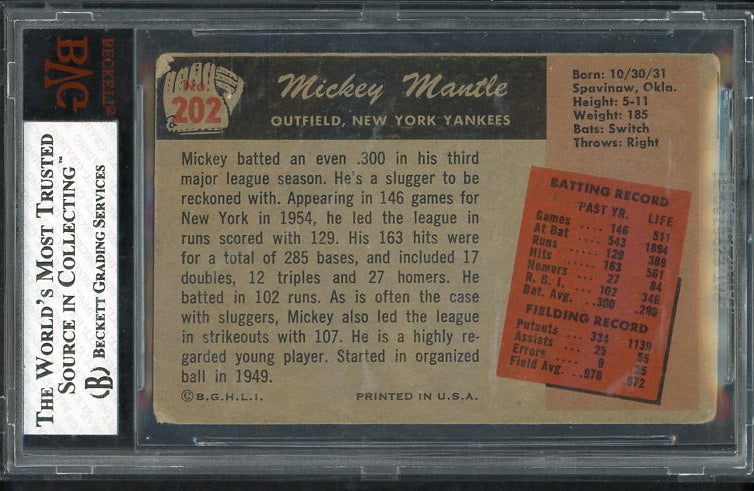 BECKETT®
BVG
THE WORLD'S MOST TRUSTED
SOURCE IN COLLECTING™
(B) BECKETT GRADING SERVICES
No.
202
Mickey Mantle
OUTFIELD, NEW YORK YANKEES
Born: 10/30/31
Spavinaw, Okla.
Height: 5-11
Weight: 185
Bats: Switch
Throws: Right
Mickey batted an even .300 in his third
major league season. He's a slugger to be
reckoned with. Appearing in 146 games for
New York in 1954, he led the league in
runs scored with 129. His 163 hits were
for a total of 285 bases, and included 17
doubles, 12 triples and 27 homers. He
batted in 102 runs. As is often the case
with sluggers, Mickey also led the league
in strikeouts with 107. He is a highly re-
garded young player. Started in organized
ball in 1949.
©B.G.H.L.I. PRINTED IN U.S.A.
BATTING RECORD
PAST YR. LIFE
Games .... 146 511
At Bat .... 543 1894
Runs .... 129 389
Hits .... 163 561
Homers .... 27 84
R. B. I. .... 102 346
Bat. Avg. .. .300 .296
FIELDING RECORD
Putouts .... 334 1139
Assists .... 25 55
Errors .... 9 35
Field Avg. .. .976 .972